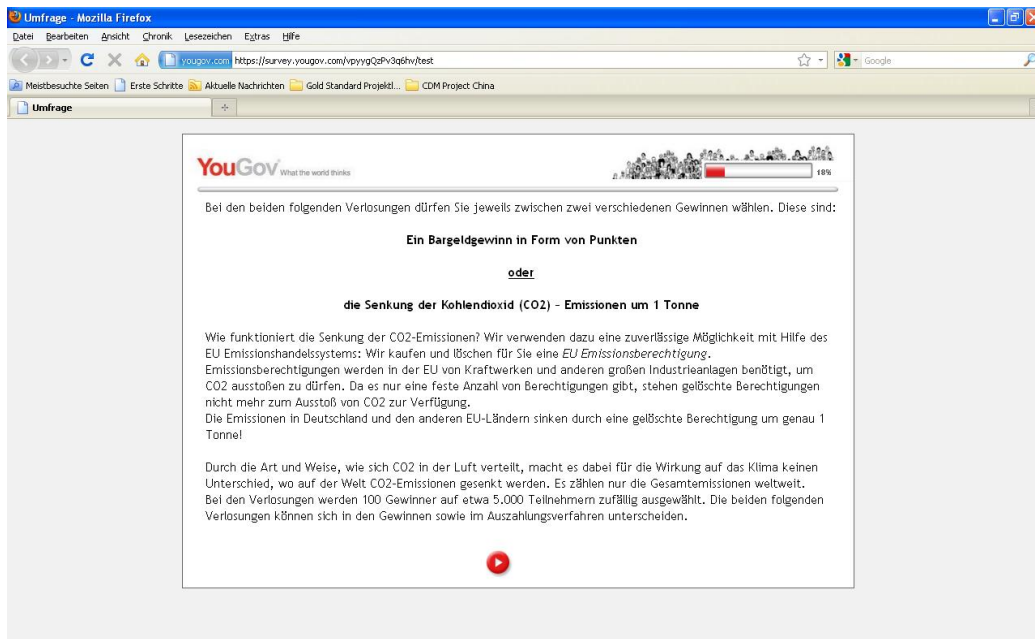 Umfrage - Mozilla Firefox
Datei Bearbeiten Ansicht Chronik Lesezeichen Extras Hilfe
yougov.com https://survey.yougov.com/vpyygQzPv3q6hv/test
Google
Meistbesuchte Seiten Erste Schritte Aktuelle Nachrichten Gold Standard Projektl... CDM Project China
Umfrage
YouGov What the world thinks
18%
Bei den beiden folgenden Verlosungen dürfen Sie jeweils zwischen zwei verschiedenen Gewinnen wählen. Diese sind:
Ein Bargeldgewinn in Form von Punkten
oder
die Senkung der Kohlendioxid (CO2) - Emissionen um 1 Tonne
Wie funktioniert die Senkung der CO2-Emissionen? Wir verwenden dazu eine zuverlässige Möglichkeit mit Hilfe des
EU Emissionshandelssystems: Wir kaufen und löschen für Sie eine EU Emissionsberechtigung.
Emissionsberechtigungen werden in der EU von Kraftwerken und anderen großen Industrieanlagen benötigt, um
CO2 ausstoßen zu dürfen. Da es nur eine feste Anzahl von Berechtigungen gibt, stehen gelöschte Berechtigungen
nicht mehr zum Ausstoß von CO2 zur Verfügung.
Die Emissionen in Deutschland und den anderen EU-Ländern sinken durch eine gelöschte Berechtigung um genau 1
Tonne!
Durch die Art und Weise, wie sich CO2 in der Luft verteilt, macht es dabei für die Wirkung auf das Klima keinen
Unterschied, wo auf der Welt CO2-Emissionen gesenkt werden. Es zählen nur die Gesamtemissionen weltweit.
Bei den Verlosungen werden 100 Gewinner auf etwa 5.000 Teilnehmern zufällig ausgewählt. Die beiden folgenden
Verlosungen können sich in den Gewinnen sowie im Auszahlungsverfahren unterscheiden.